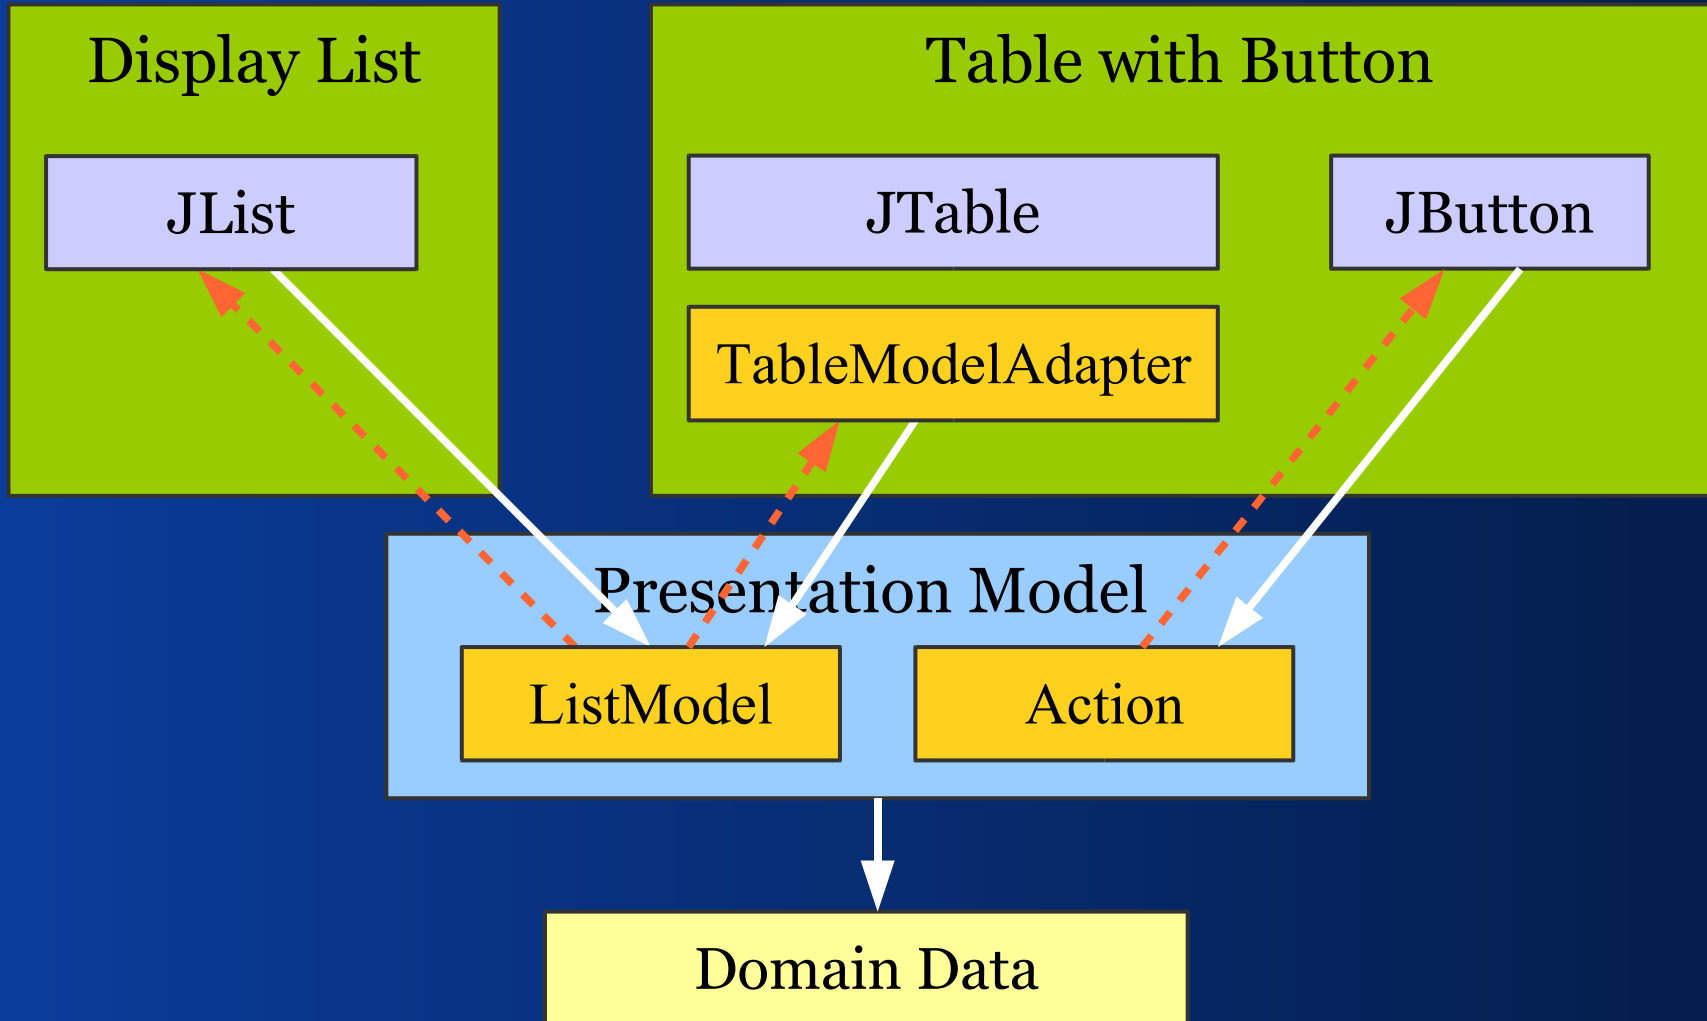 Display List
Table with Button
JList
JTable
JButton
TableModelAdapter
Presentation Model
ListModel
Action
Domain Data